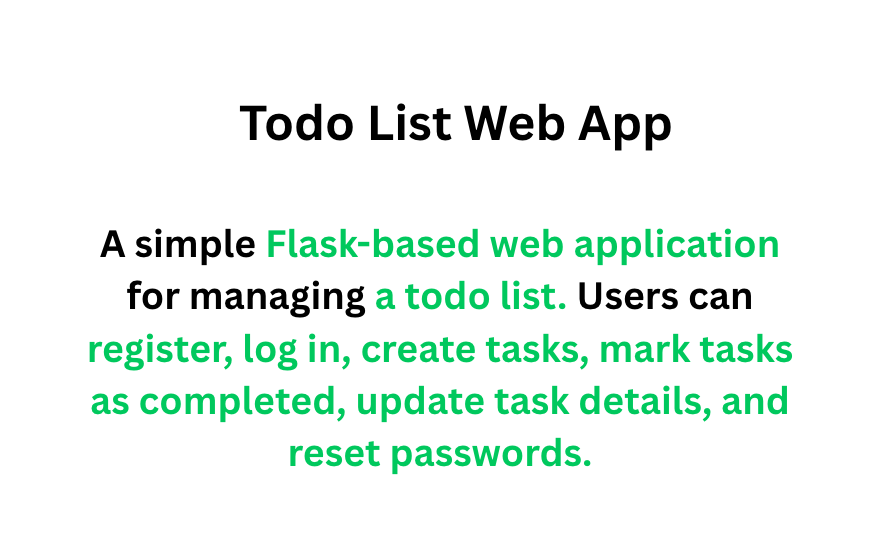 Todo List Web App
A simple Flask-based web application
for managing a todo list. Users can
register, log in, create tasks, mark tasks
as completed, update task details, and
reset passwords.